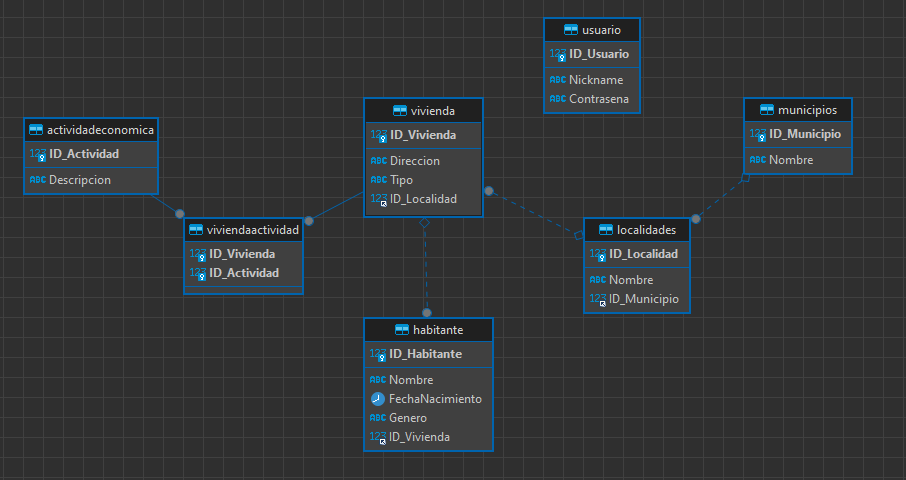 usuario
123 ID_Usuario
ABC Nickname
ABC Contrasena
vivienda
123 ID_Vivienda
ABC Direccion
ABC Tipo
123 ID_Localidad
municipios
123 ID_Municipio
ABC Nombre
actividadeconomica
123 ID_Actividad
ABC Descripcion
viviendaactividad
123 ID_Vivienda
123 ID_Actividad
localidades
123 ID_Localidad
ABC Nombre
123 ID_Municipio
habitante
123 ID_Habitante
ABC Nombre
FechaNacimiento
ABC Genero
123 ID_Vivienda